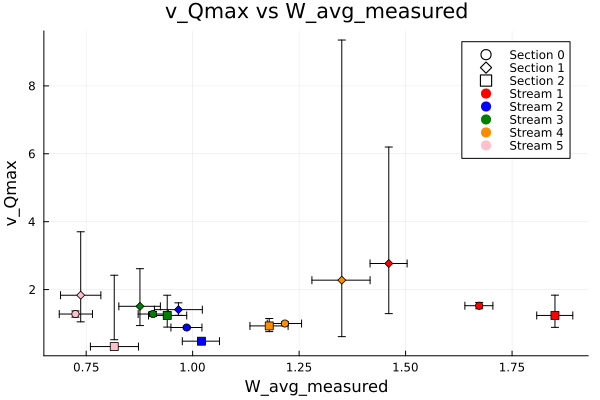 v_Qmax vs W_avg_measured
Section 0
Section 1
Section 2
Stream 1
Stream 2
Stream 3
Stream 4
Stream 5
v_Qmax
8
6
4
2
0.75
1.00
1.25
1.50
1.75
W_avg_measured